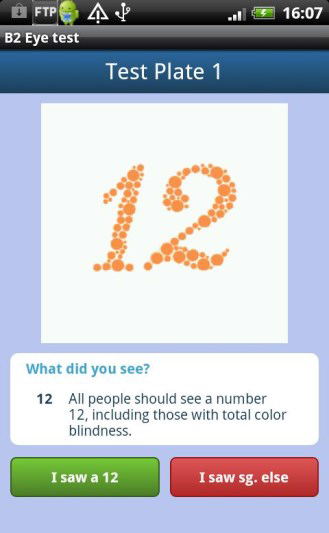 FTP 16:07
B2 Eye test
Test Plate 1
12
What did you see?
12 All people should see a number
12, including those with total color
blindness.
I saw a 12 I saw sg. else